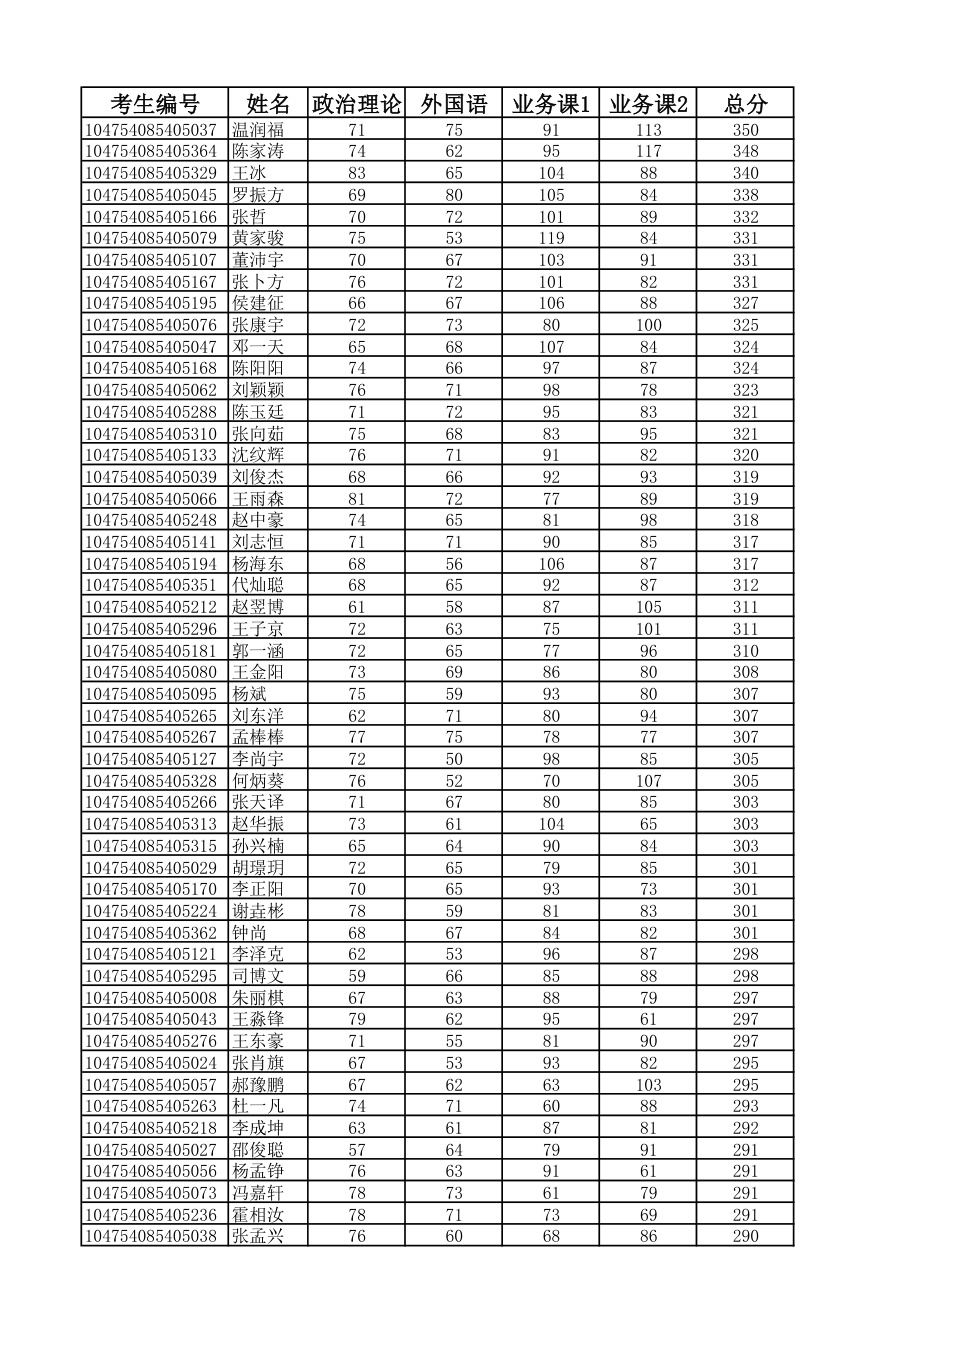 考生编号 姓名 政治理论 外国语 业务课1 业务课2 总分
104754085405037 温润福 71 75 91 113 350
104754085405364 陈家涛 74 62 95 117 348
104754085405329 王冰 83 65 104 88 340
104754085405045 罗振方 69 80 105 84 338
104754085405166 张哲 70 72 101 89 332
104754085405079 黄家骏 75 53 119 84 331
104754085405107 董沛宇 70 67 103 91 331
104754085405167 张卜方 76 72 101 82 331
104754085405195 侯建征 66 67 106 88 327
104754085405076 张康宇 72 73 80 100 325
104754085405047 邓一天 65 68 107 84 324
104754085405168 陈阳阳 74 66 97 87 324
104754085405062 刘颖颖 76 71 98 78 323
104754085405288 陈玉廷 71 72 95 83 321
104754085405310 张向茹 75 68 83 95 321
104754085405133 沈纹辉 76 71 91 82 320
104754085405039 刘俊杰 68 66 92 93 319
104754085405066 王雨森 81 72 77 89 319
104754085405248 赵中豪 74 65 81 98 318
104754085405141 刘志恒 71 71 90 85 317
104754085405194 杨海东 68 56 106 87 317
104754085405351 代灿聪 68 65 92 87 312
104754085405212 赵翌博 61 58 87 105 311
104754085405296 王子京 72 63 75 101 311
104754085405181 郭一涵 72 65 77 96 310
104754085405080 王金阳 73 69 86 80 308
104754085405095 杨斌 75 59 93 80 307
104754085405265 刘东洋 62 71 80 94 307
104754085405267 孟棒棒 77 75 78 77 307
104754085405127 李尚宇 72 50 98 85 305
104754085405328 何炳葵 76 52 70 107 305
104754085405266 张天译 71 67 80 85 303
104754085405313 赵华振 73 61 104 65 303
104754085405315 孙兴楠 65 64 90 84 303
104754085405029 胡璟玥 72 65 79 85 301
104754085405170 李正阳 70 65 93 73 301
104754085405224 谢垚彬 78 59 81 83 301
104754085405362 钟尚 68 67 84 82 301
104754085405121 李泽克 62 53 96 87 298
104754085405295 司博文 59 66 85 88 298
104754085405008 朱丽棋 67 63 88 79 297
104754085405043 王淼锋 79 62 95 61 297
104754085405276 王东豪 71 55 81 90 297
104754085405024 张肖旗 67 53 93 82 295
104754085405057 郝豫鹏 67 62 63 103 295
104754085405263 杜一凡 74 71 60 88 293
104754085405218 李成坤 63 61 87 81 292
104754085405027 邵俊聪 57 64 79 91 291
104754085405056 杨孟铮 76 63 91 61 291
104754085405073 冯嘉轩 78 73 61 79 291
104754085405236 霍相汝 78 71 73 69 291
104754085405038 张孟兴 76 60 68 86 290